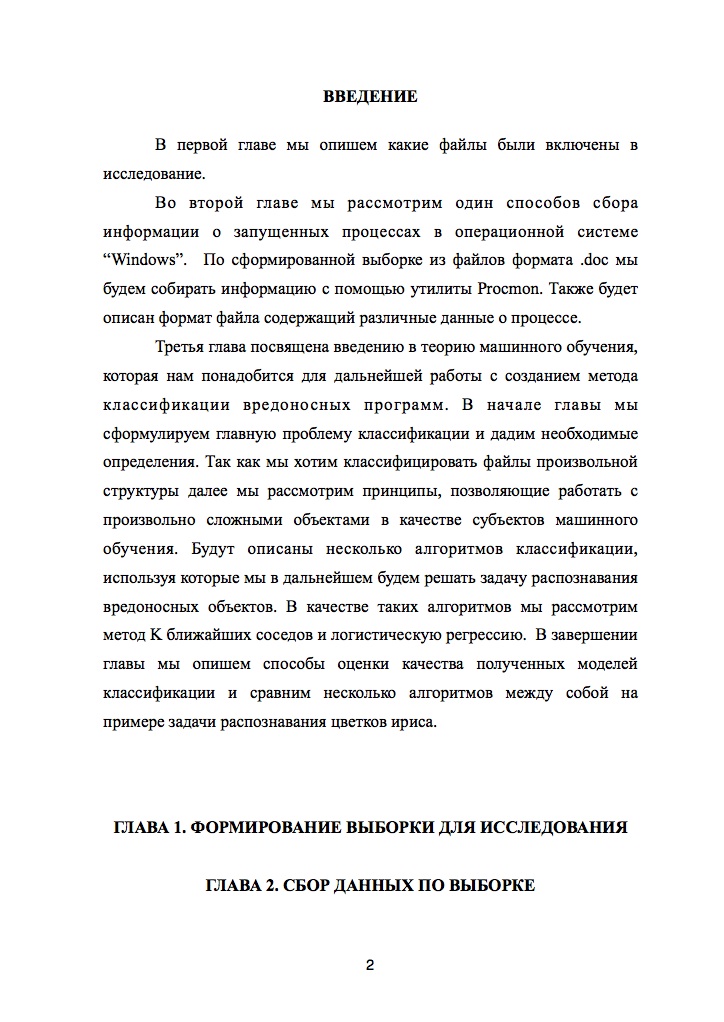 ВВЕДЕНИЕ
В первой главе мы опишем какие файлы были включены в
исследование.
Во второй главе мы рассмотрим один способов сбора
информации о запущенных процессах в операционной системе
“Windows”. По сформированной выборке из файлов формата .doc мы
будем собирать информацию с помощью утилиты Procmon. Также будет
описан формат файла содержащий различные данные о процессе.
Третья глава посвящена введению в теорию машинного обучения,
которая нам понадобится для дальнейшей работы с созданием метода
классификации вредоносных программ. В начале главы мы
сформулируем главную проблему классификации и дадим необходимые
определения. Так как мы хотим классифицировать файлы произвольной
структуры далее мы рассмотрим принципы, позволяющие работать с
произвольно сложными объектами в качестве субъектов машинного
обучения. Будут описаны несколько алгоритмов классификации,
используя которые мы в дальнейшем будем решать задачу распознавания
вредоносных объектов. В качестве таких алгоритмов мы рассмотрим
метод K ближайших соседов и логистическую регрессию. В завершении
главы мы опишем способы оценки качества полученных моделей
классификации и сравним несколько алгоритмов между собой на
примере задачи распознавания цветков ириса.
ГЛАВА 1. ФОРМИРОВАНИЕ ВЫБОРКИ ДЛЯ ИССЛЕДОВАНИЯ
ГЛАВА 2. СБОР ДАННЫХ ПО ВЫБОРКЕ
2